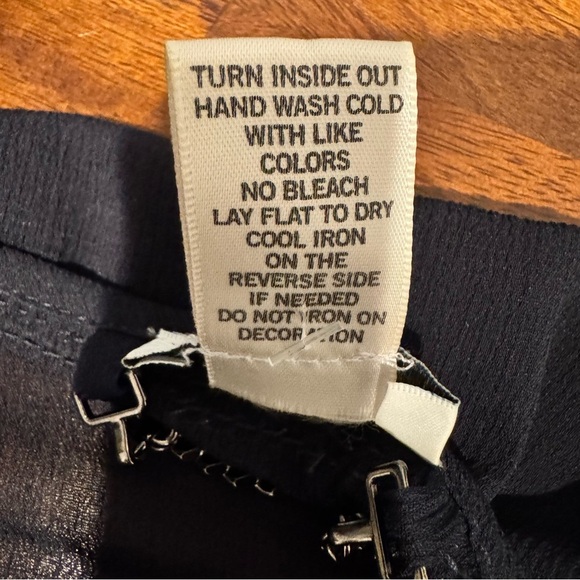 TURN INSIDE OUT
HAND WASH COLD
WITH LIKE
COLORS
NO BLEACH
LAY FLAT TO DRY
COOL IRON
ON THE
REVERSE SIDE
IF NEEDED
DO NOT IRON ON
DECORATION